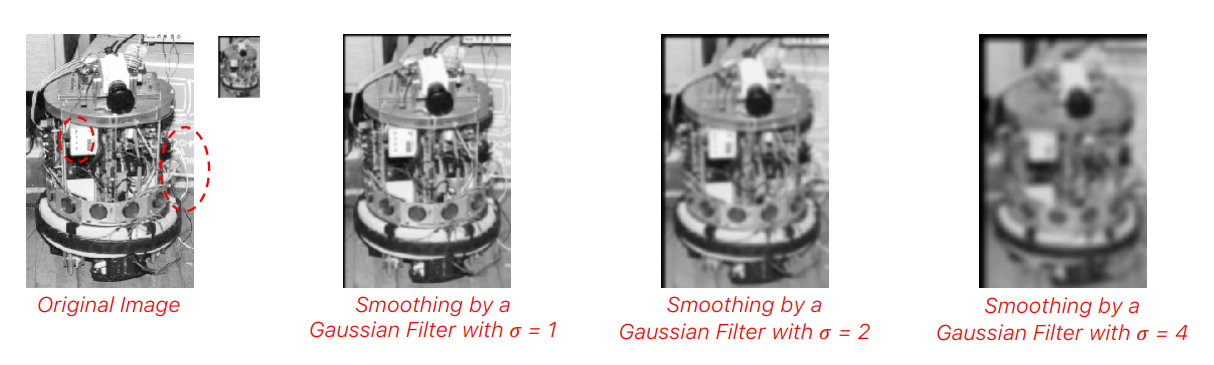 Original Image
Smoothing by a
Gaussian Filter with σ = 1
Smoothing by a
Gaussian Filter with σ = 2
Smoothing by a
Gaussian Filter with σ = 4